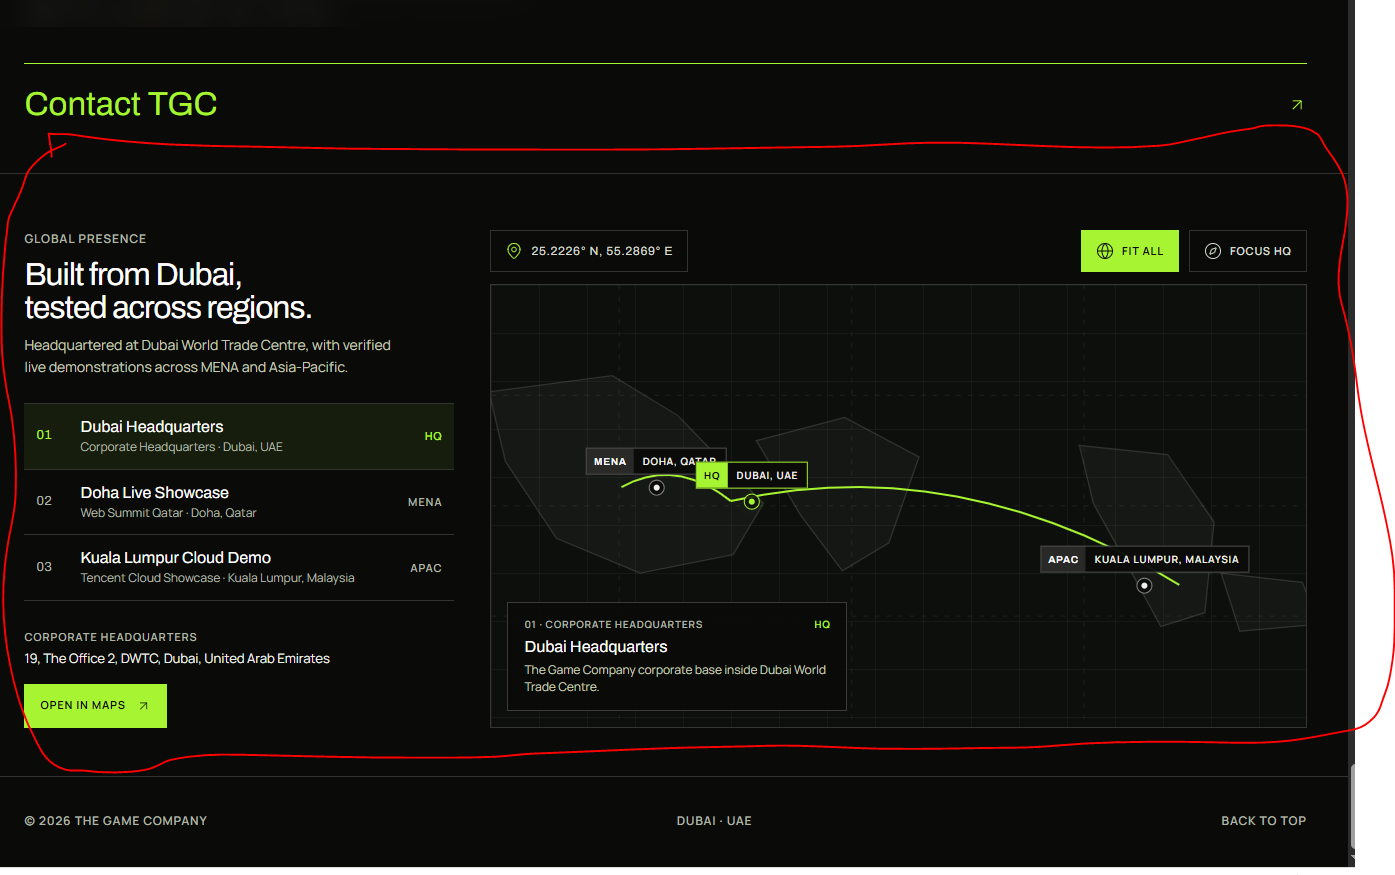 Contact TGC
GLOBAL PRESENCE
Built from Dubai,
tested across regions.
Headquartered at Dubai World Trade Centre, with verified
live demonstrations across MENA and Asia-Pacific.
01
Dubai Headquarters
Corporate Headquarters · Dubai, UAE
HQ
02
Doha Live Showcase
Web Summit Qatar · Doha, Qatar
MENA
03
Kuala Lumpur Cloud Demo
Tencent Cloud Showcase · Kuala Lumpur, Malaysia
APAC
CORPORATE HEADQUARTERS
19, The Office 2, DWTC, Dubai, United Arab Emirates
OPEN IN MAPS
25.2226° N, 55.2869° E
FIT ALL
FOCUS HQ
MENA DOHA, QATAR
HQ DUBAI, UAE
APAC KUALA LUMPUR, MALAYSIA
01 · CORPORATE HEADQUARTERS HQ
Dubai Headquarters
The Game Company corporate base inside Dubai World
Trade Centre.
© 2026 THE GAME COMPANY
DUBAI · UAE
BACK TO TOP